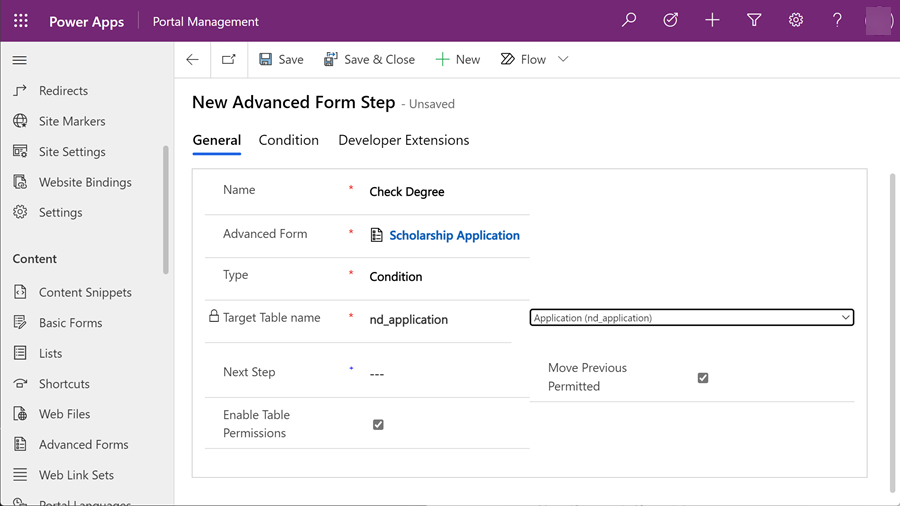 Power Apps Portal Management
Save Save & Close New Flow
Redirects
Site Markers
Site Settings
Website Bindings
Settings
Content
Content Snippets
Basic Forms
Lists
Shortcuts
Web Files
Advanced Forms
Web Link Sets
Portal Languages
New Advanced Form Step - Unsaved
General Condition Developer Extensions
Name * Check Degree
Advanced Form * Scholarship Application
Type * Condition
Target Table name * nd_application Application (nd_application)
Next Step * ---
Move Previous
Permitted
Enable Table
Permissions